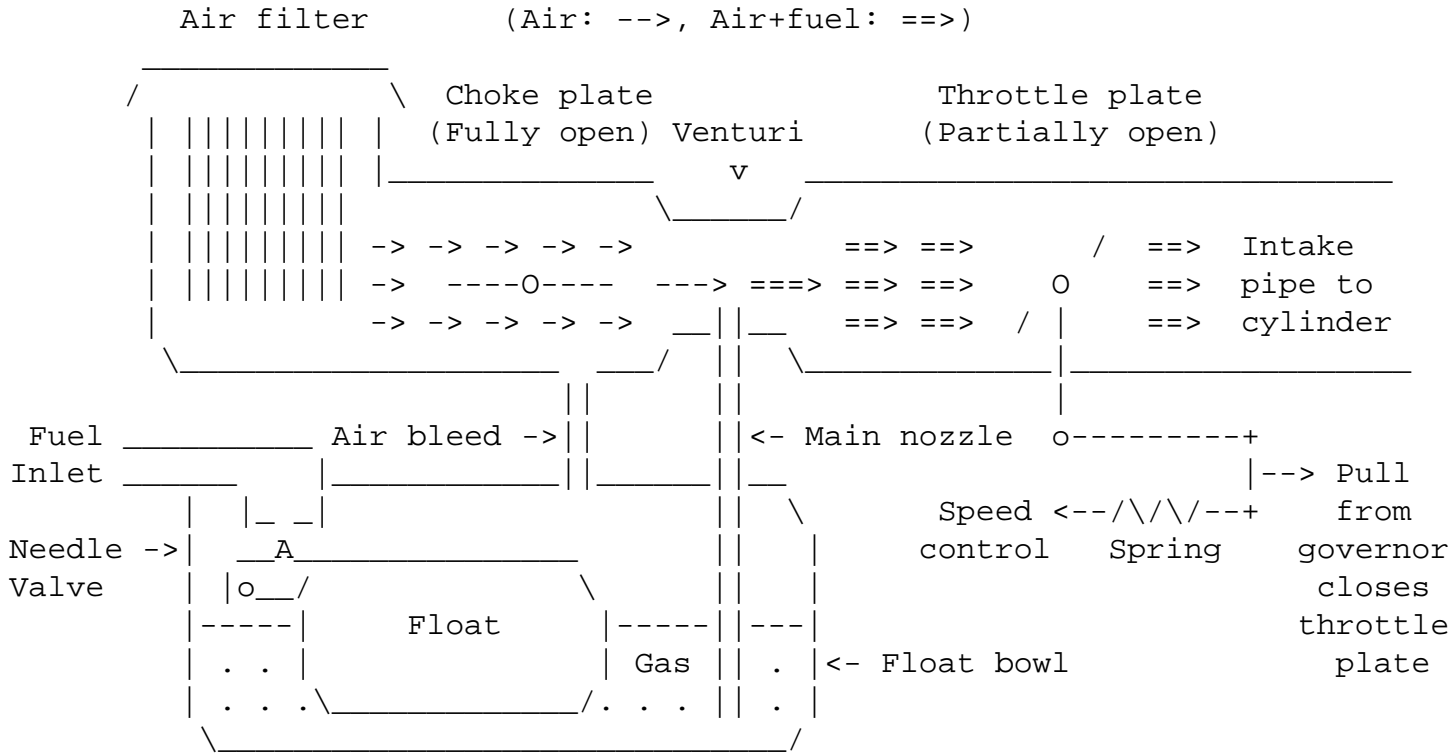 Air filter (Air: -->, Air+fuel: ==>)
Choke plate Throttle plate
(Fully open) Venturi (Partially open)
v
-> -> -> -> -> ==> ==> / ==> Intake
-> ----O---- ---> ===> ==> ==> O ==> pipe to
-> -> -> -> -> ==> ==> / | ==> cylinder
Fuel Air bleed -> <- Main nozzle o---------+
Inlet |--> Pull
Speed <--/\/\/--+ from
Needle -> A control Spring governor
Valve o closes
Float throttle
. . Gas . <- Float bowl plate
. . . . . . .